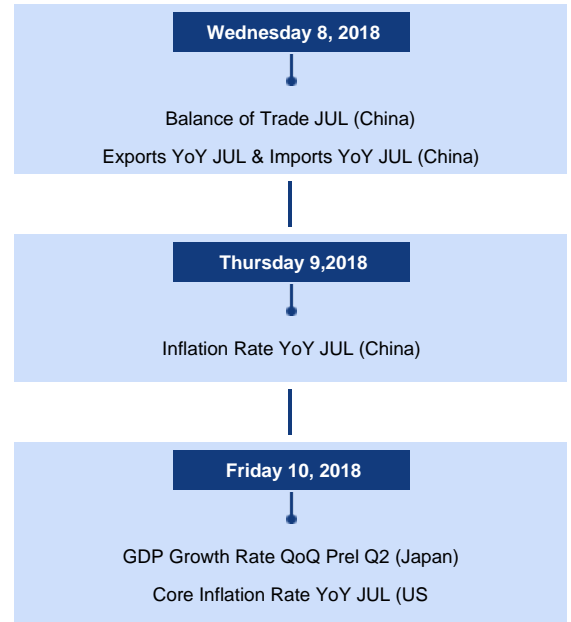 Wednesday 8, 2018
Balance of Trade JUL (China)
Exports YoY JUL & Imports YoY JUL (China)
Thursday 9,2018
Inflation Rate YoY JUL (China)
Friday 10, 2018
GDP Growth Rate QoQ Prel Q2 (Japan)
Core Inflation Rate YoY JUL (US